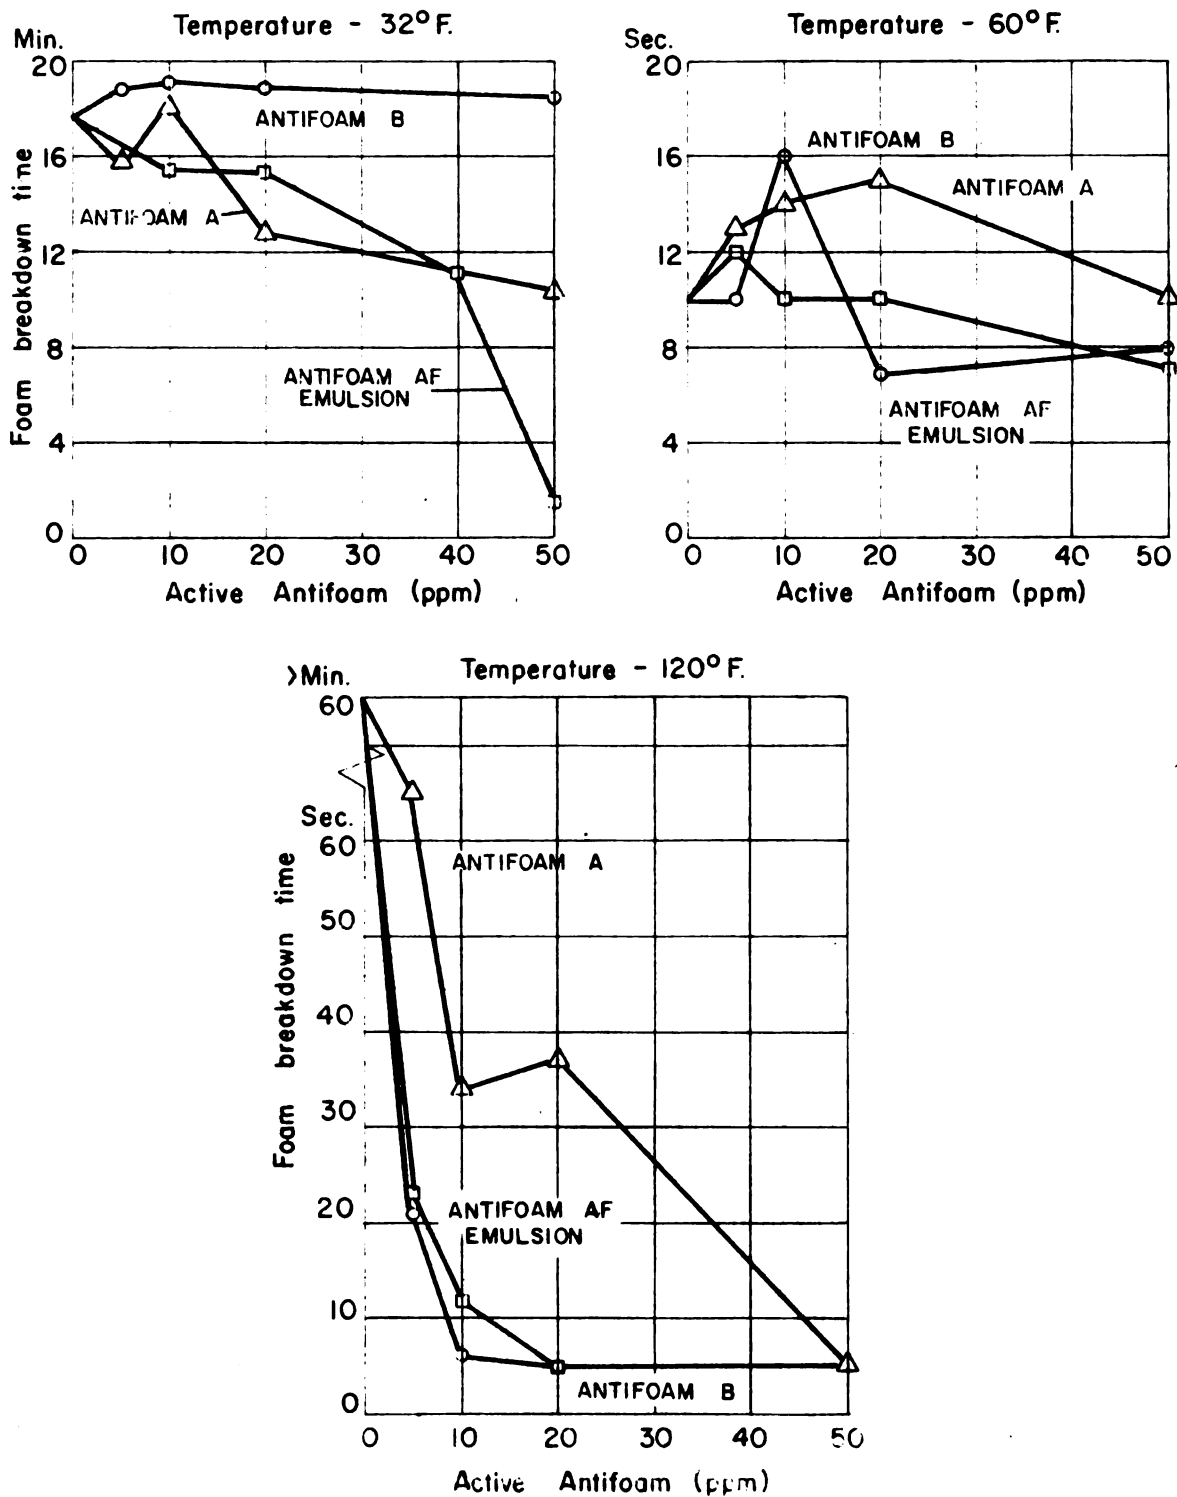 Temperature - 32° F.
Min.
20
16
12
8
4
0
Foam breakdown time
ANTIFOAM B
ANTIFOAM A
ANTIFOAM AF
EMULSION
0 10 20 30 40 50
Active Antifoam (ppm)
Temperature - 60° F.
Sec.
20
16
12
8
4
0
ANTIFOAM B
ANTIFOAM A
ANTIFOAM AF
EMULSION
0 10 20 30 40 50
Active Antifoam (ppm)
Temperature - 120° F.
>Min.
60
Sec.
60
50
40
30
20
10
0
Foam breakdown time
ANTIFOAM A
ANTIFOAM AF
EMULSION
ANTIFOAM B
0 10 20 30 40 50
Active Antifoam (ppm)